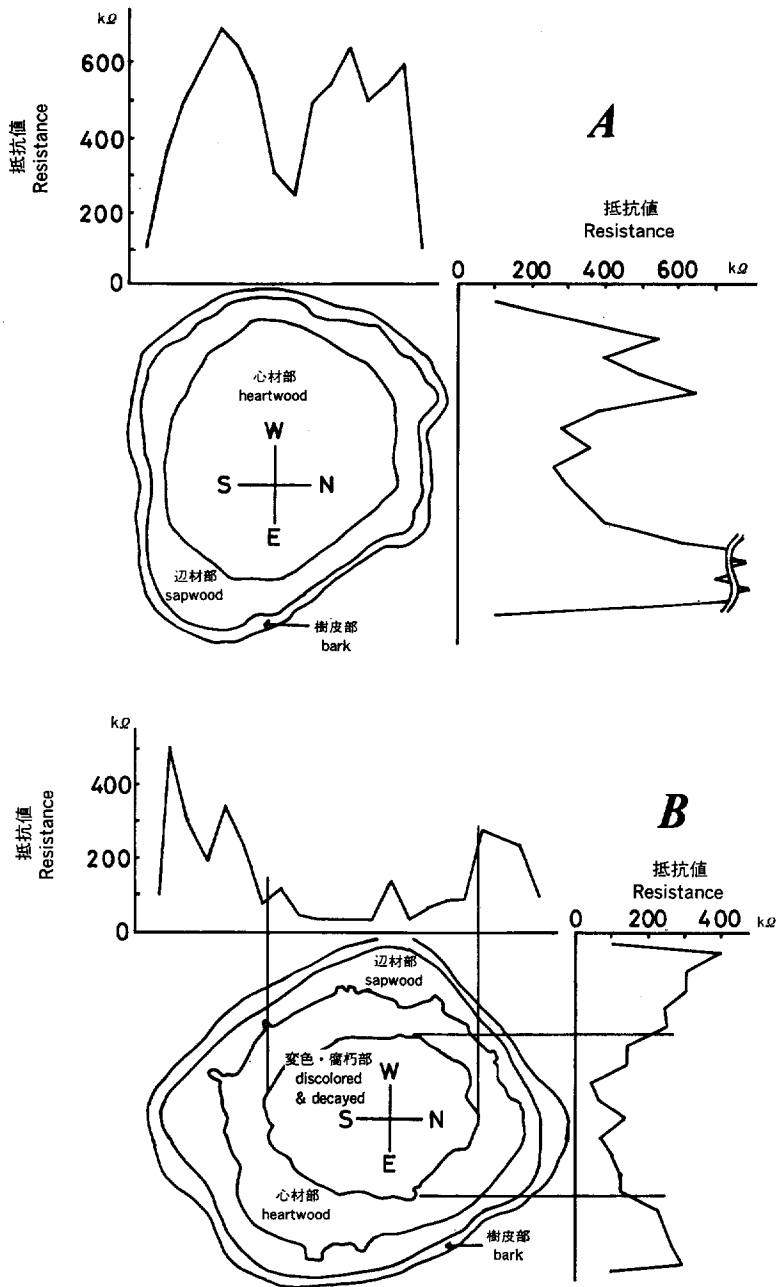 kΩ
600
400
200
0
抵抗値
Resistance
A
抵抗値
Resistance
0 200 400 600 kΩ
心材部
heartwood
W
S N
E
辺材部
sapwood
樹皮部
bark
kΩ
400
200
0
抵抗値
Resistance
B
抵抗値
Resistance
0 200 400 kΩ
辺材部
sapwood
変色・腐朽部
discolored
& decayed
W
S N
E
心材部
heartwood
樹皮部
bark